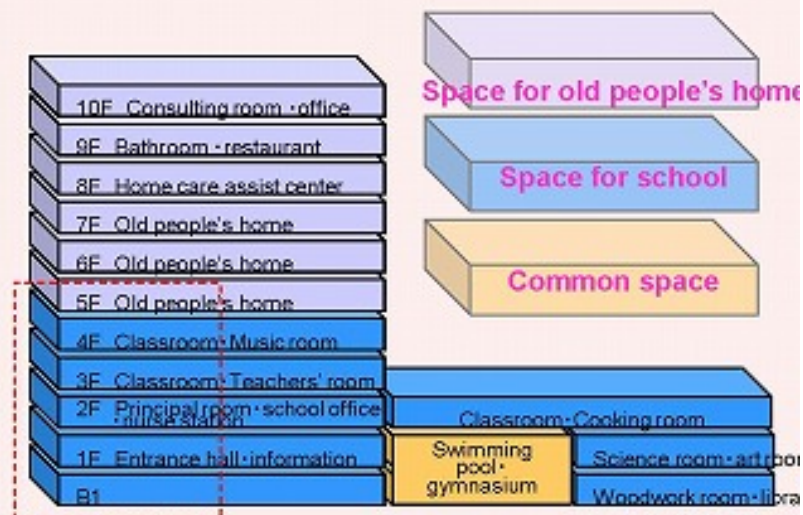 10F Consulting room・office
9F Bathroom・restaurant
8F Home care assist center
7F Old people's home
6F Old people's home
5F Old people's home
4F Classroom・Music room
3F Classroom・Teachers' room
2F Principal room・school office
・nurse station
1F Entrance hall・information
B1
Space for old people's home
Space for school
Common space
Classroom・Cooking room
Swimming
pool・
gymnasium
Science room・art room
Woodwork room・